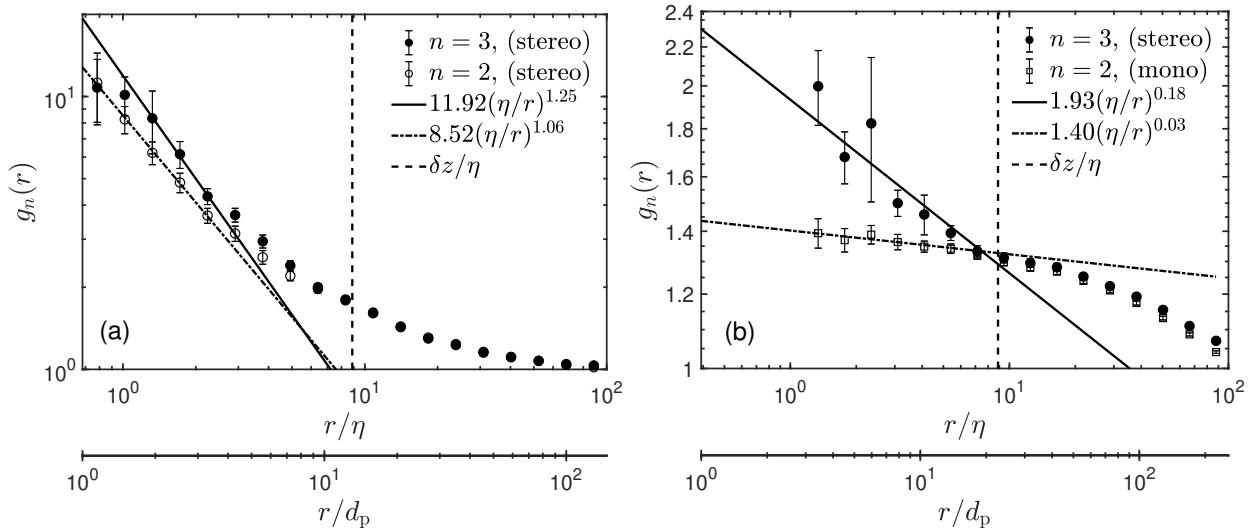 n = 3, (stereo)
n = 2, (stereo)
11.92(η/r)^1.25
8.52(η/r)^1.06
δz/η
10^1
10^0
g_n(r)
(a)
10^0 10^1 10^2
r/η
10^0 10^1 10^2
r/d_p
n = 3, (stereo)
n = 2, (mono)
1.93(η/r)^0.18
1.40(η/r)^0.03
δz/η
2.4
2.2
2
1.8
1.6
1.4
1.2
1
g_n(r)
(b)
10^0 10^1 10^2
r/η
10^0 10^1 10^2
r/d_p